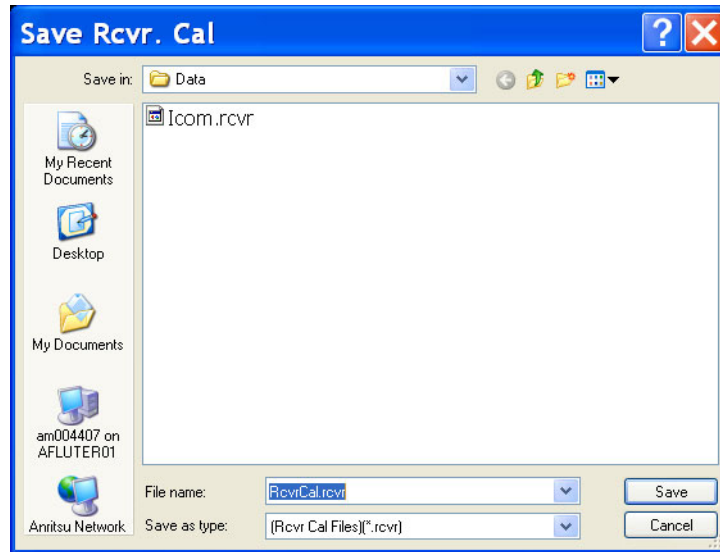 Save Rcvr. Cal
?
Save in:
Data
Icom.rcvr
My Recent
Documents
Desktop
My Documents
am004407 on
AFLUTER01
Anritsu Network
File name:
RcvrCal.rcvr
Save
Save as type:
(Rcvr Cal Files)(*.rcvr)
Cancel